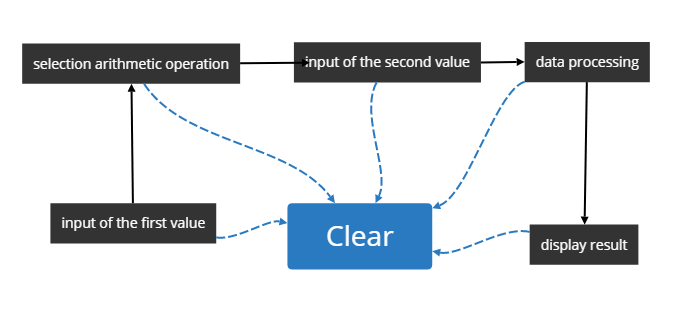 selection arithmetic operation
input of the second value
data processing
input of the first value
Clear
display result